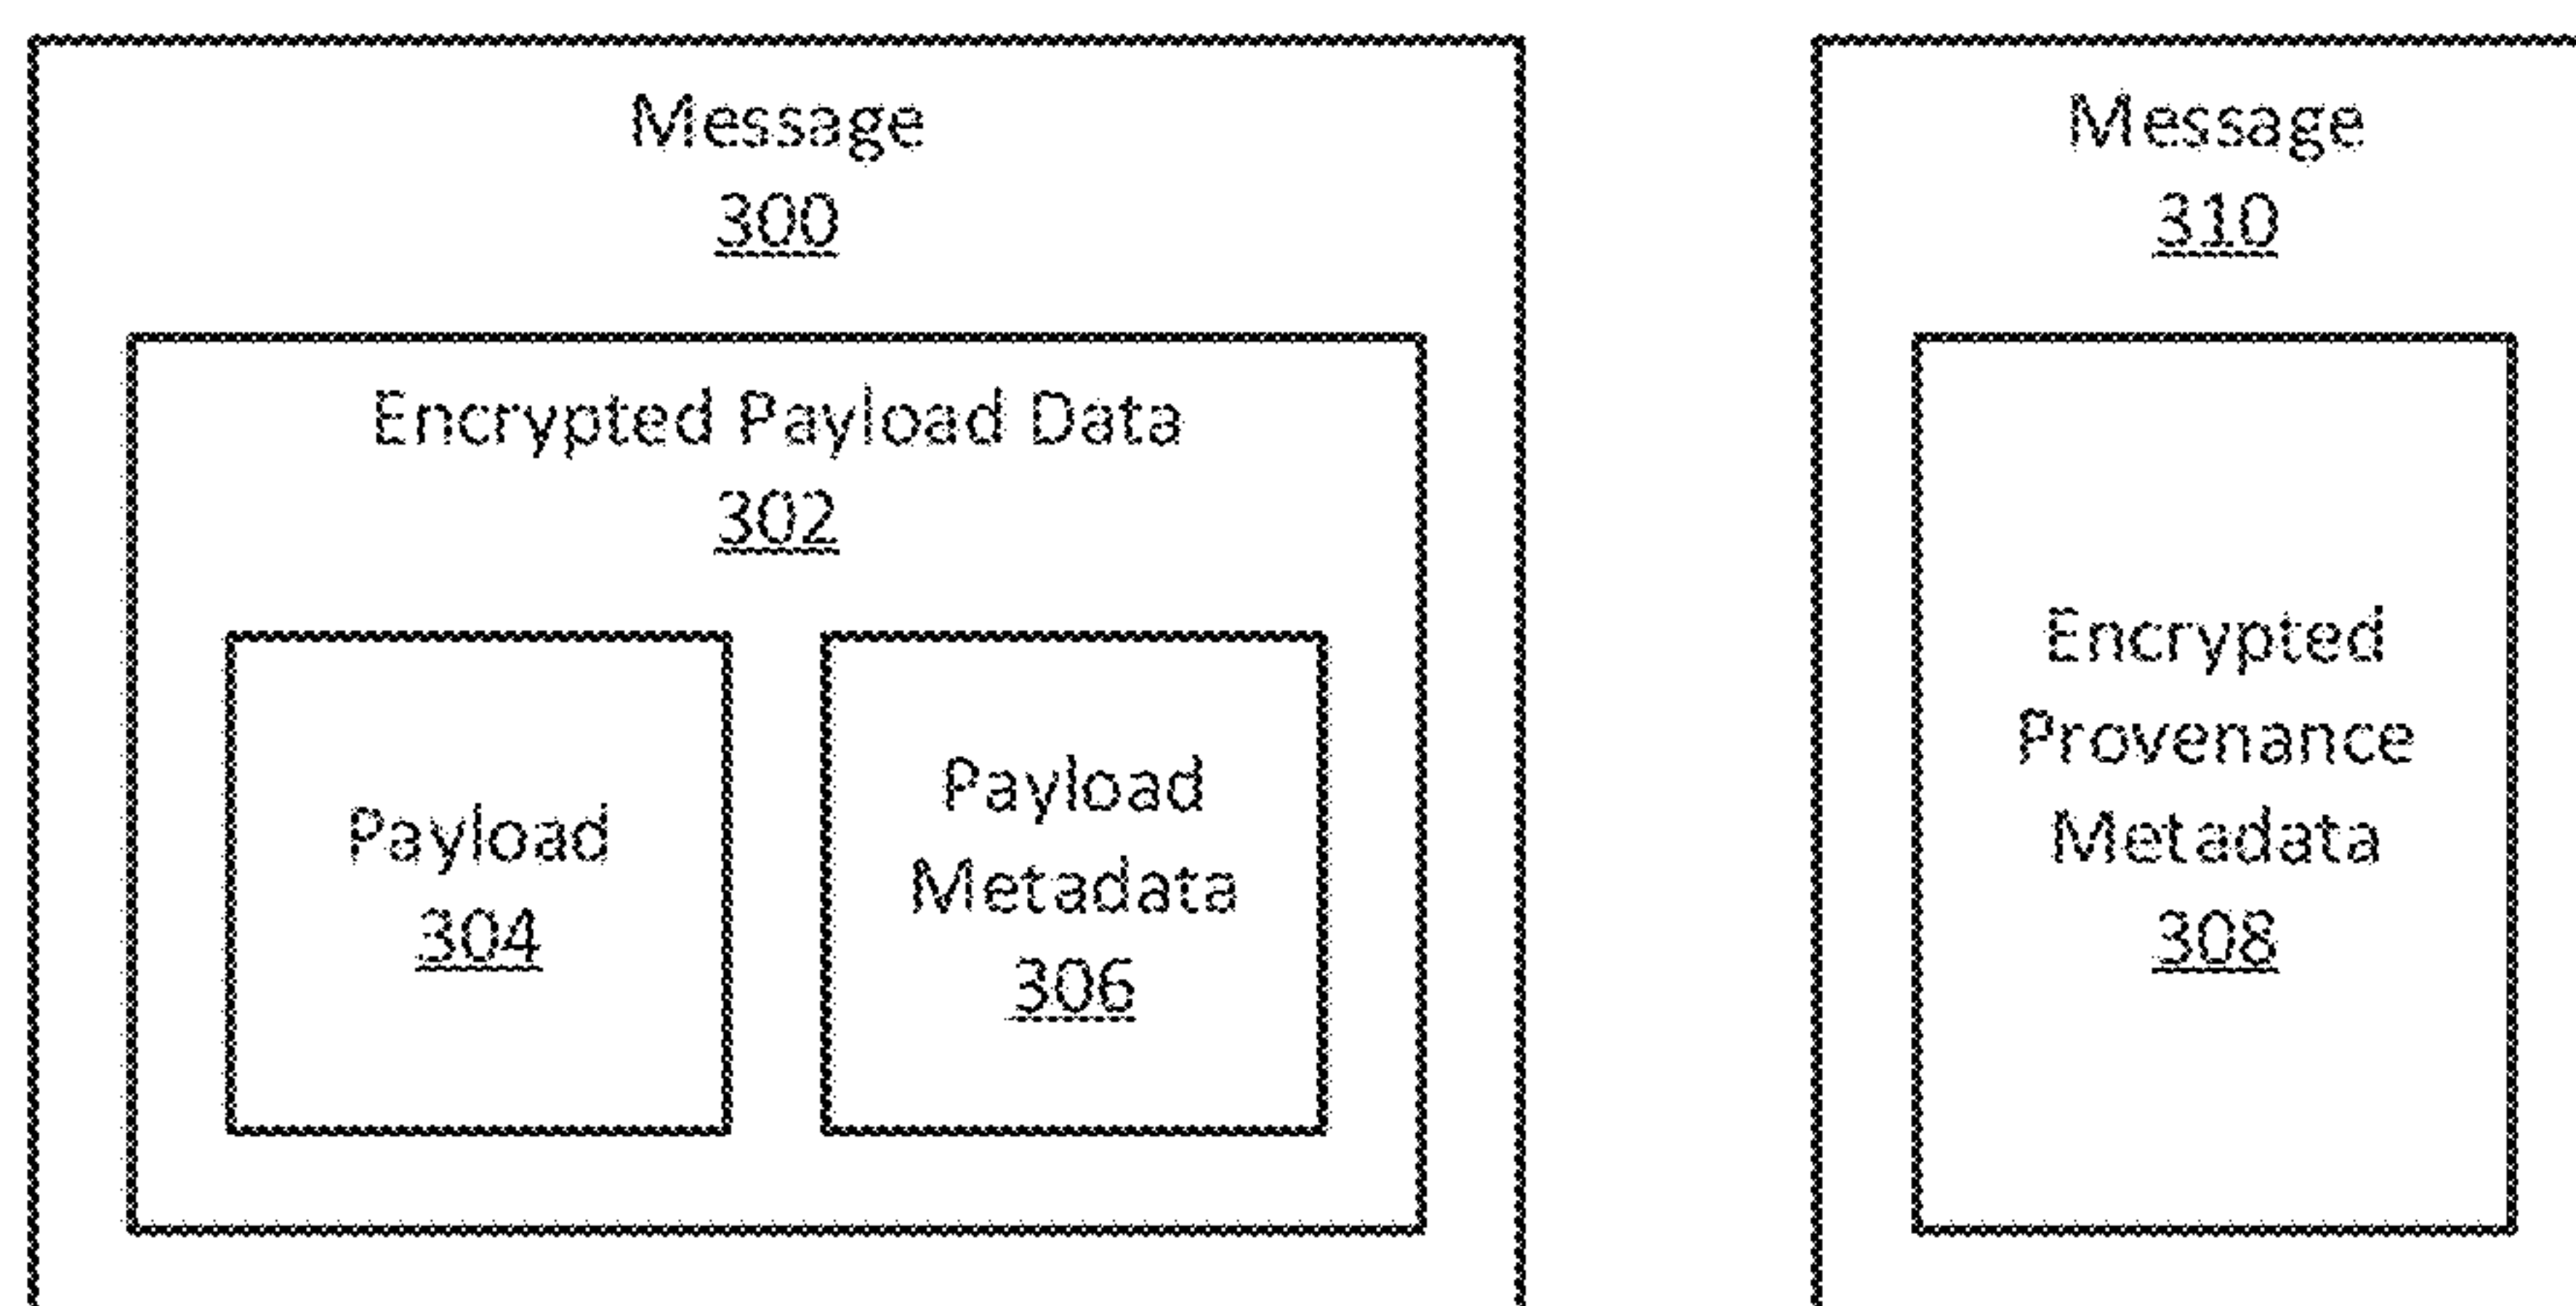 Message
300
Encrypted Payload Data
302
Payload
304
Payload
Metadata
306
Message
310
Encrypted
Provenance
Metadata
308